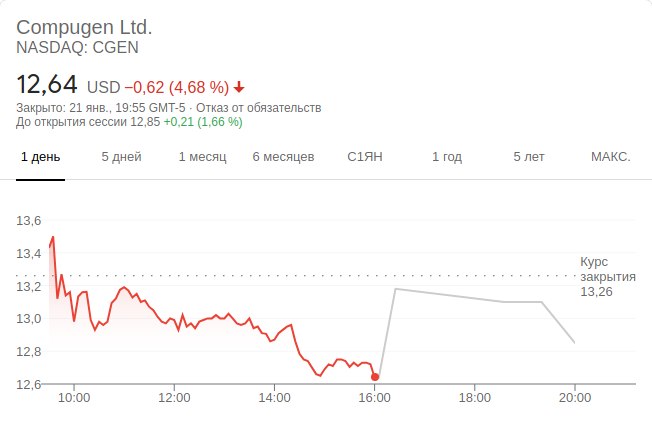 Compugen Ltd.
NASDAQ: CGEN
12,64 USD −0,62 (4,68 %)
Закрыто: 21 янв., 19:55 GMT-5 · Отказ от обязательств
До открытия сессии 12,85 +0,21 (1,66 %)
1 день 5 дней 1 месяц 6 месяцев С1ЯН 1 год 5 лет МАКС.
13,6
13,4
Курс
закрытия
13,26
13,2
13,0
12,8
12,6
10:00 12:00 14:00 16:00 18:00 20:00